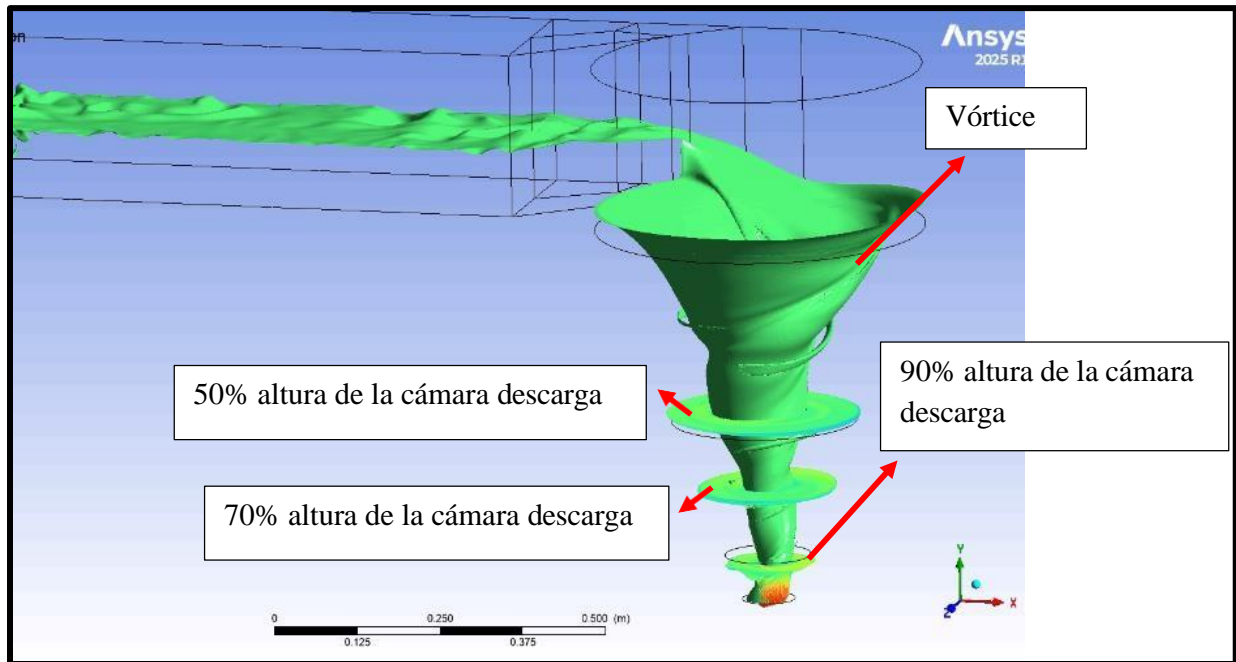 on
Ansys
2025 R1
Vórtice
50% altura de la cámara descarga
90% altura de la cámara
descarga
70% altura de la cámara descarga
Y
X
Z
0
0.250
0.500 (m)
0.125
0.375